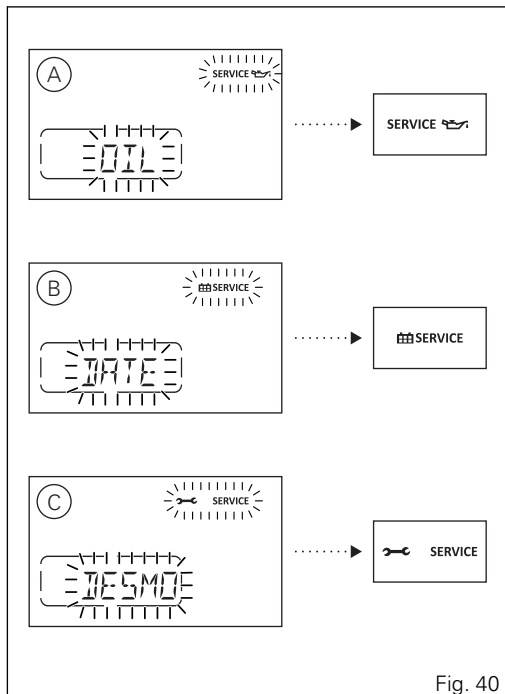 A
SERVICE
OIL
SERVICE
B
SERVICE
DATE
SERVICE
C
SERVICE
DESMO
SERVICE
Fig. 40